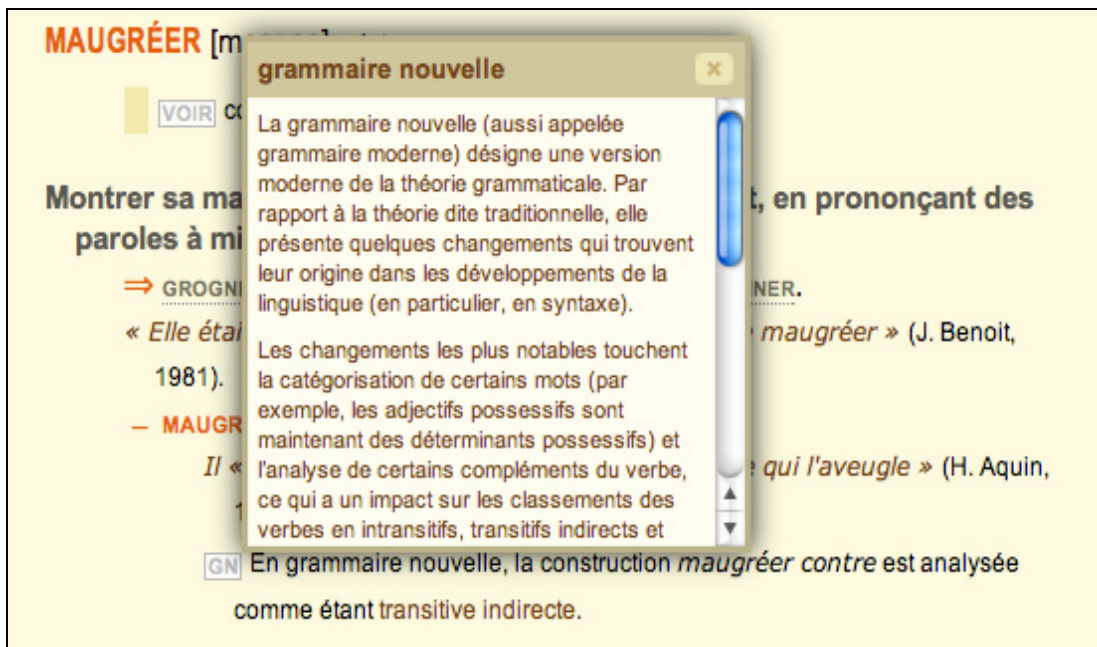 MAUGRÉER [m
grammaire nouvelle ×
VOIR
La grammaire nouvelle (aussi appelée
grammaire moderne) désigne une version
moderne de la théorie grammaticale. Par
rapport à la théorie dite traditionnelle, elle
présente quelques changements qui trouvent
leur origine dans les développements de la
linguistique (en particulier, en syntaxe).
Les changements les plus notables touchent
la catégorisation de certains mots (par
exemple, les adjectifs possessifs sont
maintenant des déterminants possessifs) et
l'analyse de certains compléments du verbe,
ce qui a un impact sur les classements des
verbes en intransitifs, transitifs indirects et
Montrer sa ma t, en prononçant des
paroles à mi
⇒ GROGN NER.
« Elle étai maugréer » (J. Benoit,
1981).
– MAUGR
Il « qui l'aveugle » (H. Aquin,
GN En grammaire nouvelle, la construction maugréer contre est analysée
comme étant transitive indirecte.